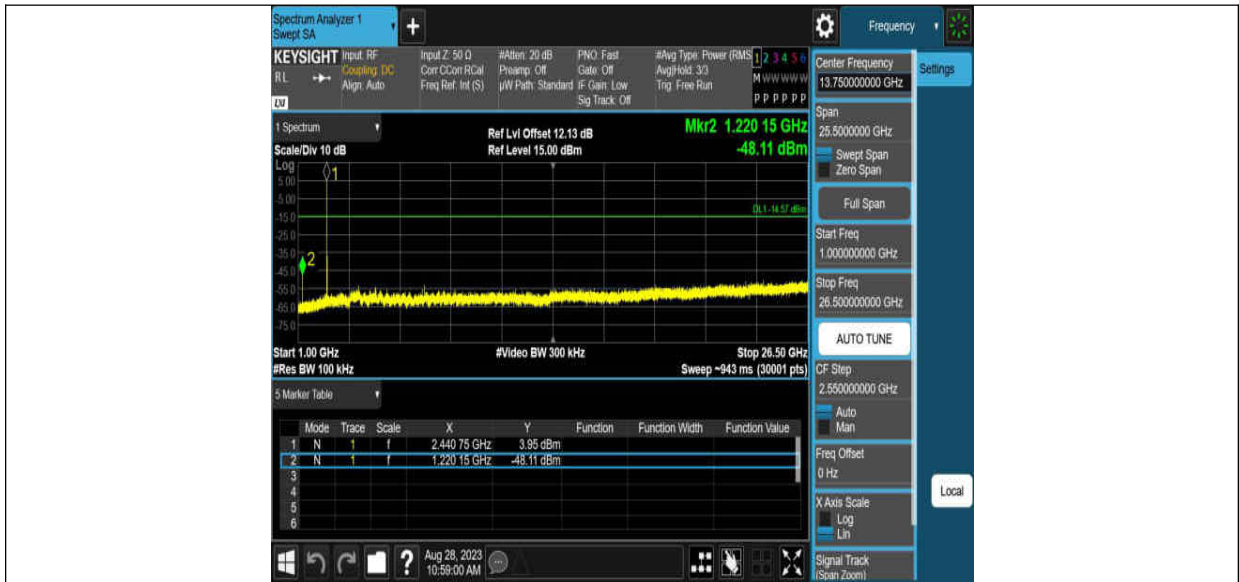 Spectrum Analyzer 1
Swept SA
+
Frequency
KEYSIGHT
RL
LXI
Input: RF
Coupling: DC
Align: Auto
Input Z: 50 Ω
Corr CCorr RCal
Freq Ref: Int (S)
#Atten: 20 dB
Preamp: Off
µW Path: Standard
PNO: Fast
Gate: Off
IF Gain: Low
Sig Track: Off
#Avg Type: Power (RMS
Avg|Hold: 3/3
Trig: Free Run
1 2 3 4 5 6
M W W W W W
P P P P P P
Center Frequency
13.750000000 GHz
Settings
Span
25.5000000 GHz
Swept Span
Zero Span
Full Span
Start Freq
1.000000000 GHz
Stop Freq
26.500000000 GHz
AUTO TUNE
CF Step
2.550000000 GHz
Auto
Man
Freq Offset
0 Hz
X Axis Scale
Log
Lin
Signal Track
(Span Zoom)
Local
1 Spectrum
Scale/Div 10 dB
Ref Lvl Offset 12.13 dB
Ref Level 15.00 dBm
Mkr2 1.220 15 GHz
-48.11 dBm
Log
5.00
-5.00
-15.0
-25.0
-35.0
-45.0
-55.0
-65.0
-75.0
1
2
DL1 -14.57 dBm
Start 1.00 GHz
#Res BW 100 kHz
#Video BW 300 kHz
Stop 26.50 GHz
Sweep ~943 ms (30001 pts)
5 Marker Table
Mode Trace Scale X Y Function Function Width Function Value
1 N 1 f 2.440 75 GHz 3.95 dBm
2 N 1 f 1.220 15 GHz -48.11 dBm
3
4
5
6
?
Aug 28, 2023
10:59:00 AM